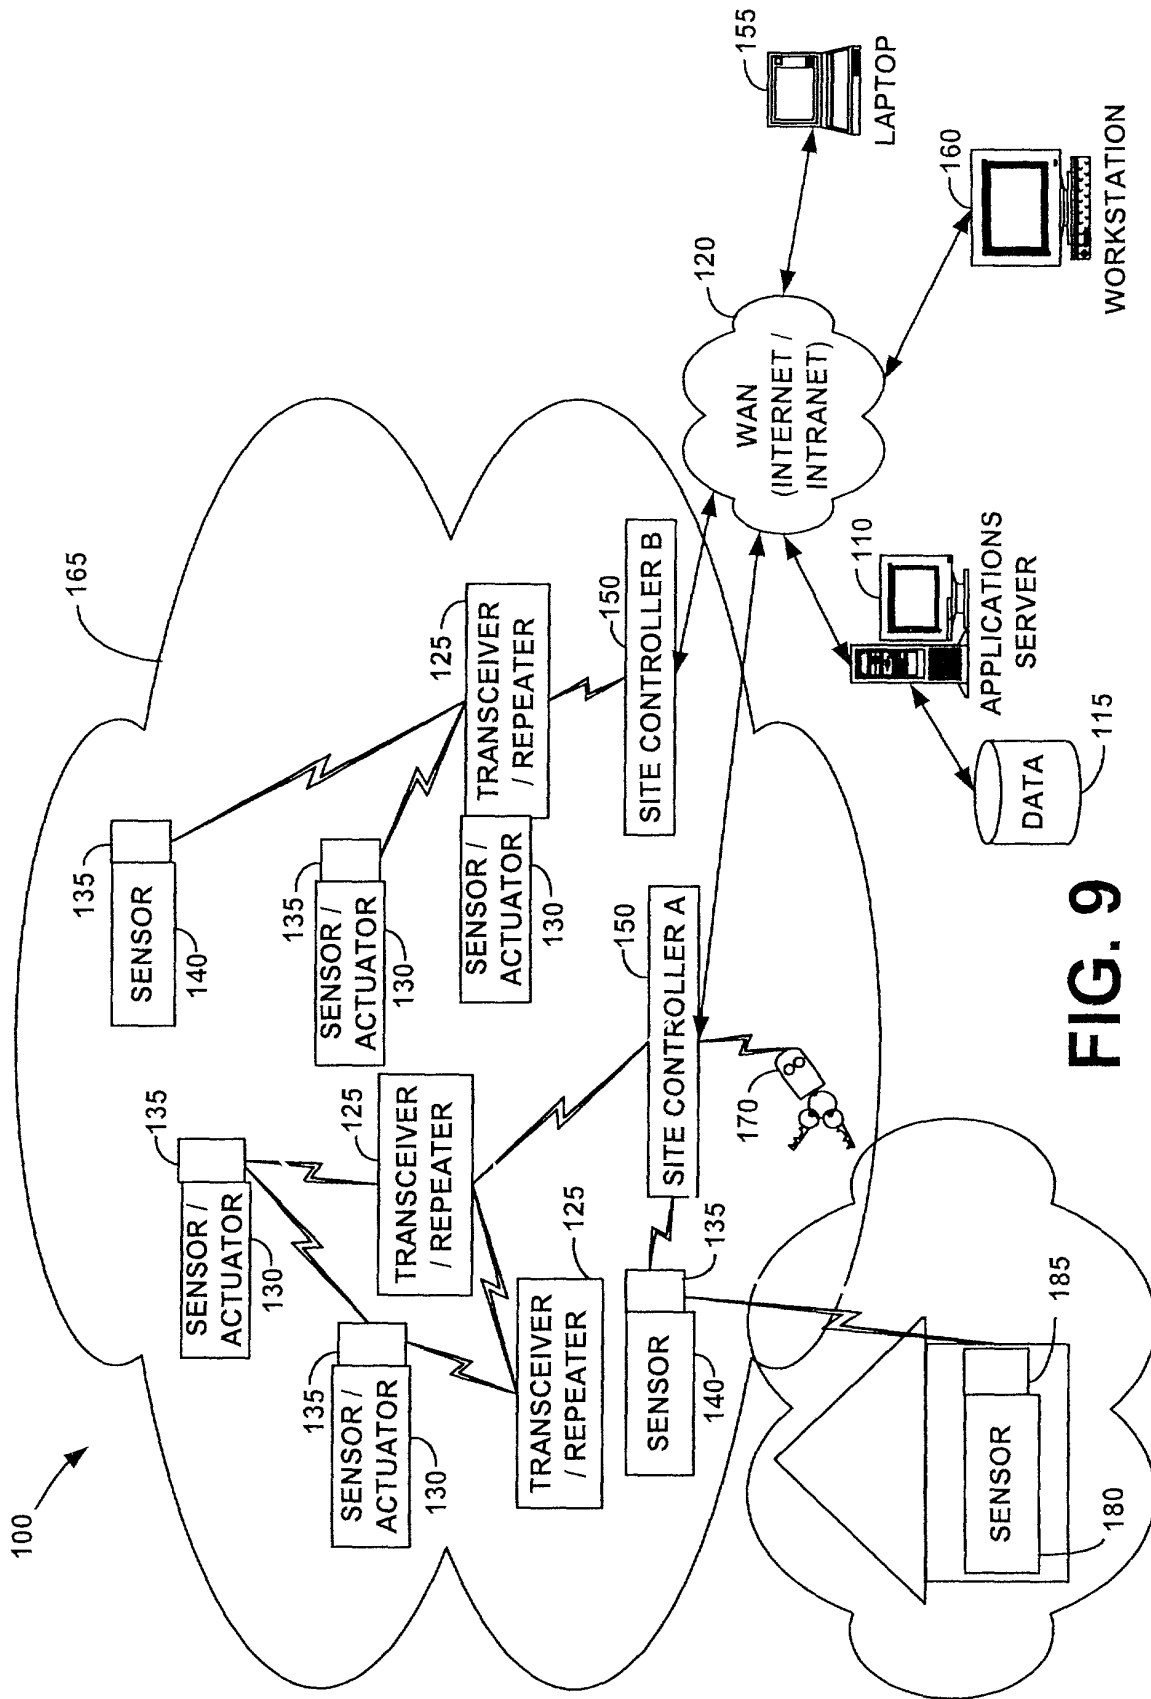 100
165
135
SENSOR /
ACTUATOR
130
135
SENSOR
140
135
SENSOR /
ACTUATOR
130
135
SENSOR /
ACTUATOR
130
125
TRANSCEIVER
/ REPEATER
125
TRANSCEIVER
/ REPEATER
SENSOR /
ACTUATOR
130
125
TRANSCEIVER
/ REPEATER
135
SENSOR
140
150
SITE CONTROLLER A
150
SITE CONTROLLER B
170
185
SENSOR
180
120
WAN
(INTERNET /
INTRANET)
155
LAPTOP
160
WORKSTATION
110
APPLICATIONS
SERVER
DATA
115
FIG. 9